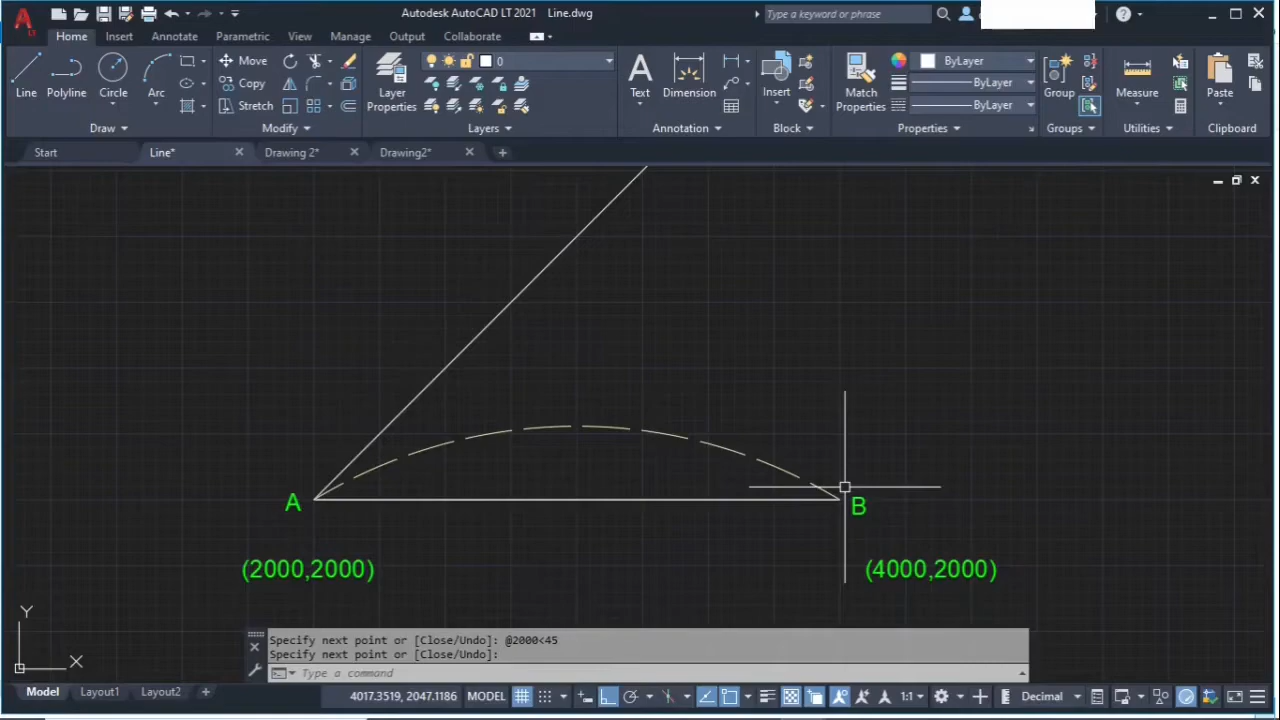 Autodesk AutoCAD LT 2021 Line.dwg
Type a keyword or phrase
A
LT
Home Insert Annotate Parametric View Manage Output Collaborate
Line Polyline Circle Arc
Move
Copy
Stretch
Layer
Properties
0
A
Text
Dimension
Insert
Match
Properties
ByLayer
ByLayer
ByLayer
Group
Measure
Paste
Draw Modify Layers Annotation Block Properties Groups Utilities Clipboard
Start Line* Drawing 2* Drawing2*
A
B
(2000,2000)
(4000,2000)
Y
X
Specify next point or [Close/Undo]: @2000<45
Specify next point or [Close/Undo]:
Type a command
Model Layout1 Layout2 4017.3519, 2047.1186 MODEL 1:1 Decimal